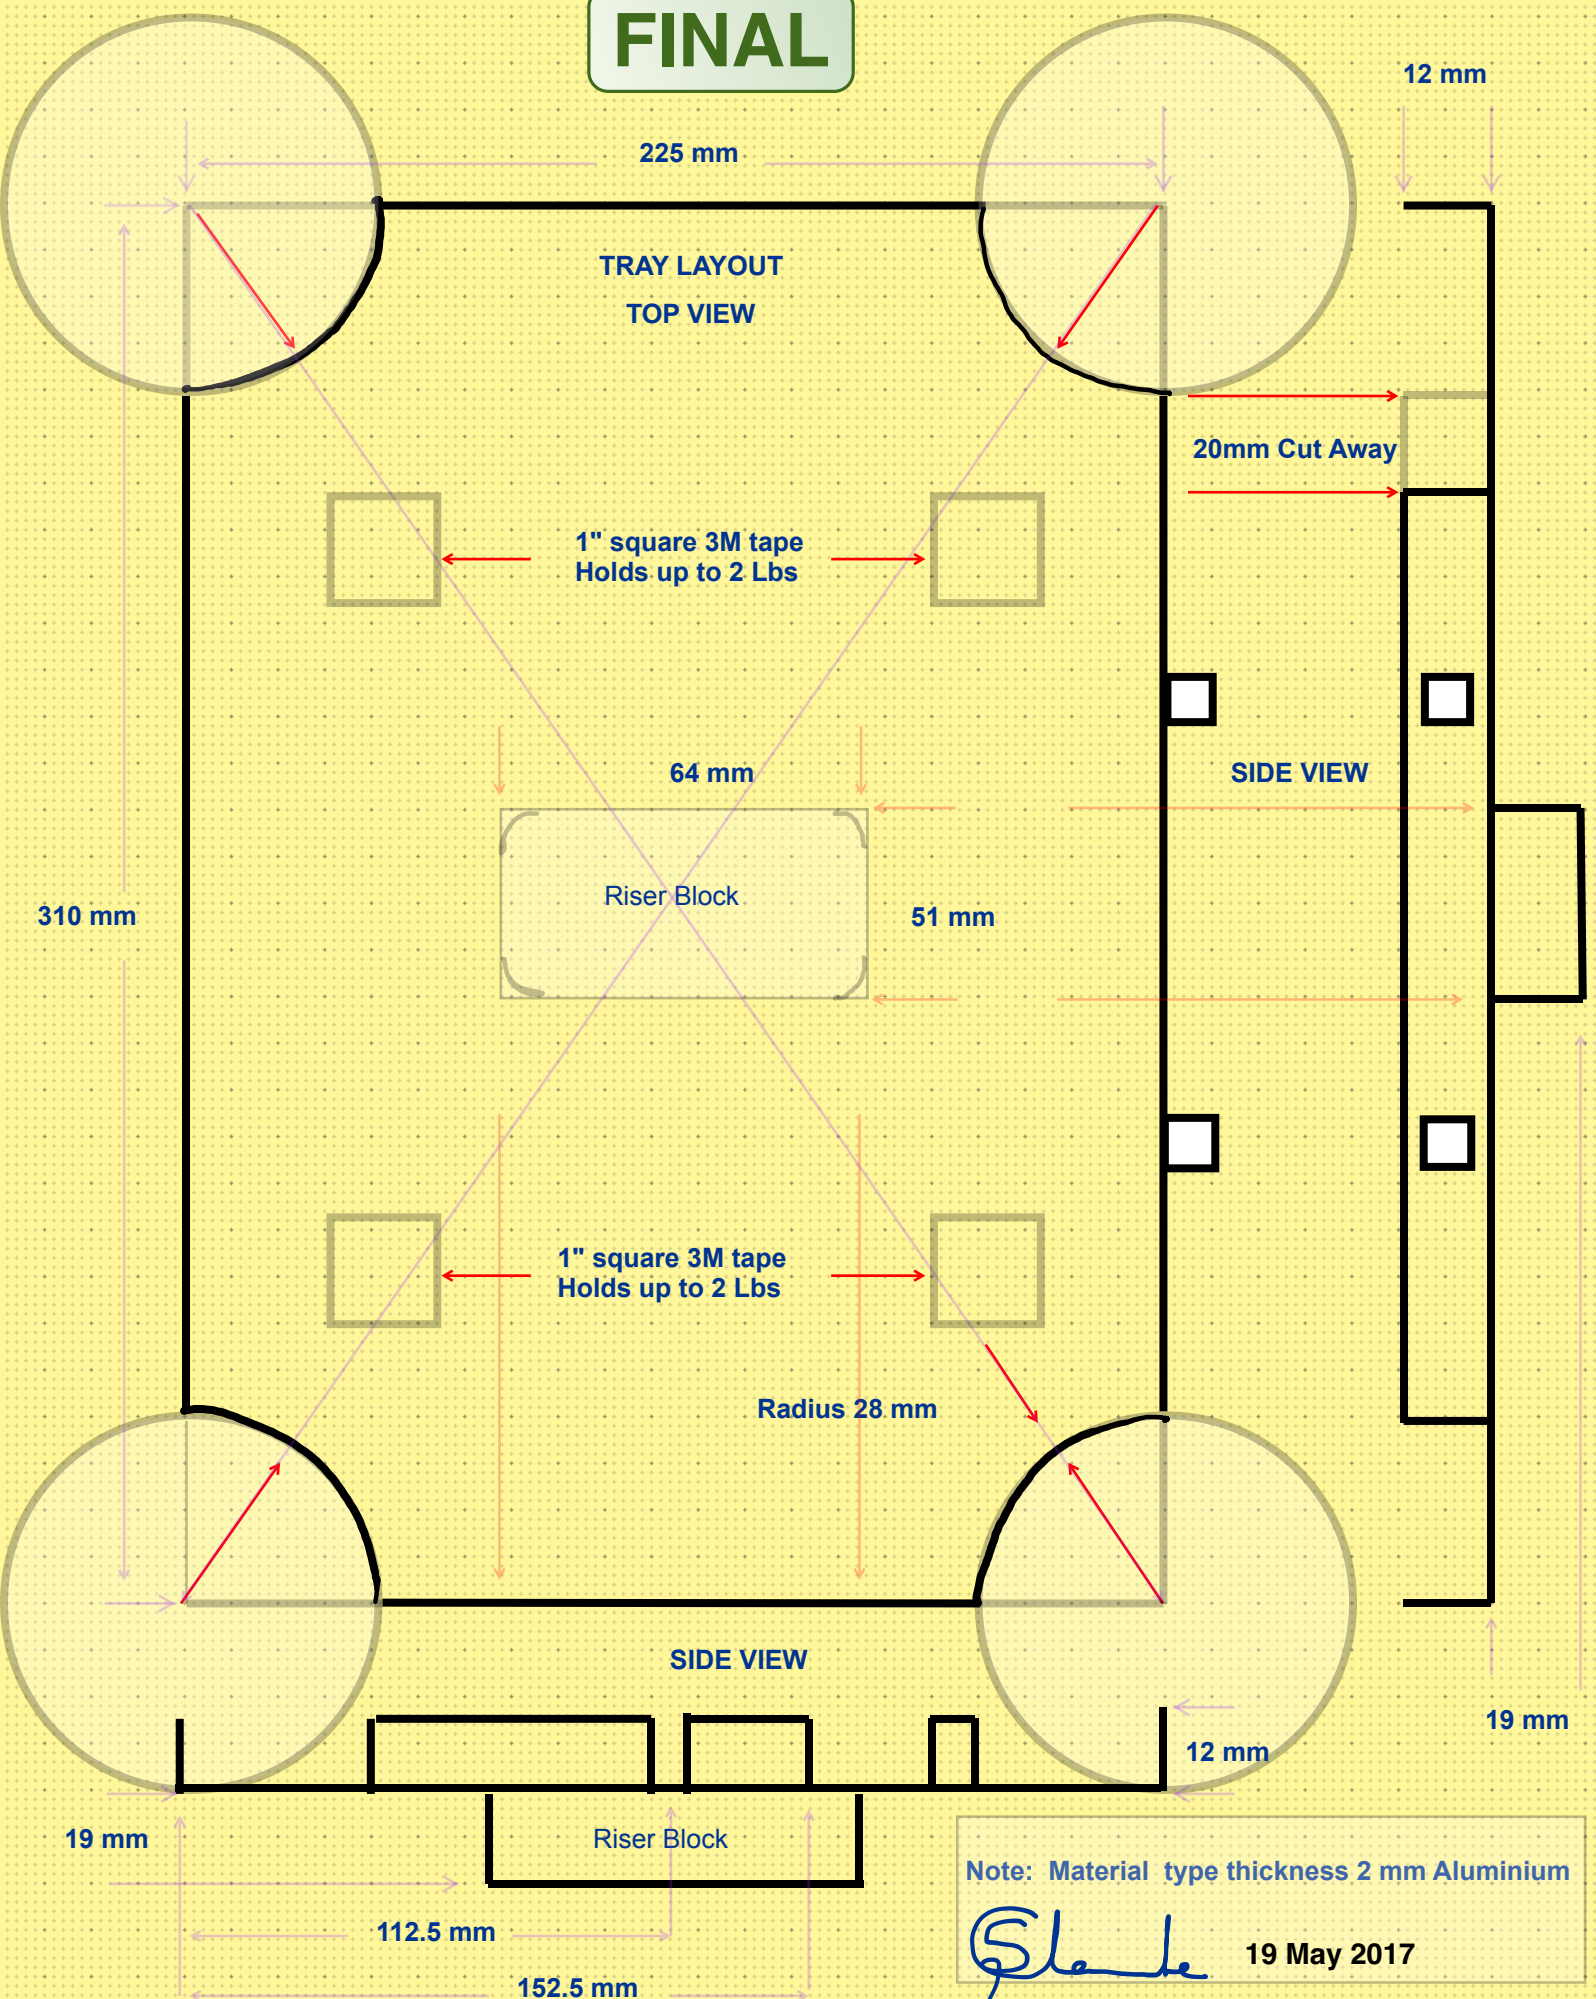 FINAL
12 mm
225 mm
TRAY LAYOUT
TOP VIEW
20mm Cut Away
1" square 3M tape
Holds up to 2 Lbs
64 mm
SIDE VIEW
Riser Block
310 mm
51 mm
1" square 3M tape
Holds up to 2 Lbs
Radius 28 mm
SIDE VIEW
19 mm
12 mm
19 mm
Riser Block
Note: Material type thickness 2 mm Aluminium
112.5 mm
19 May 2017
152.5 mm